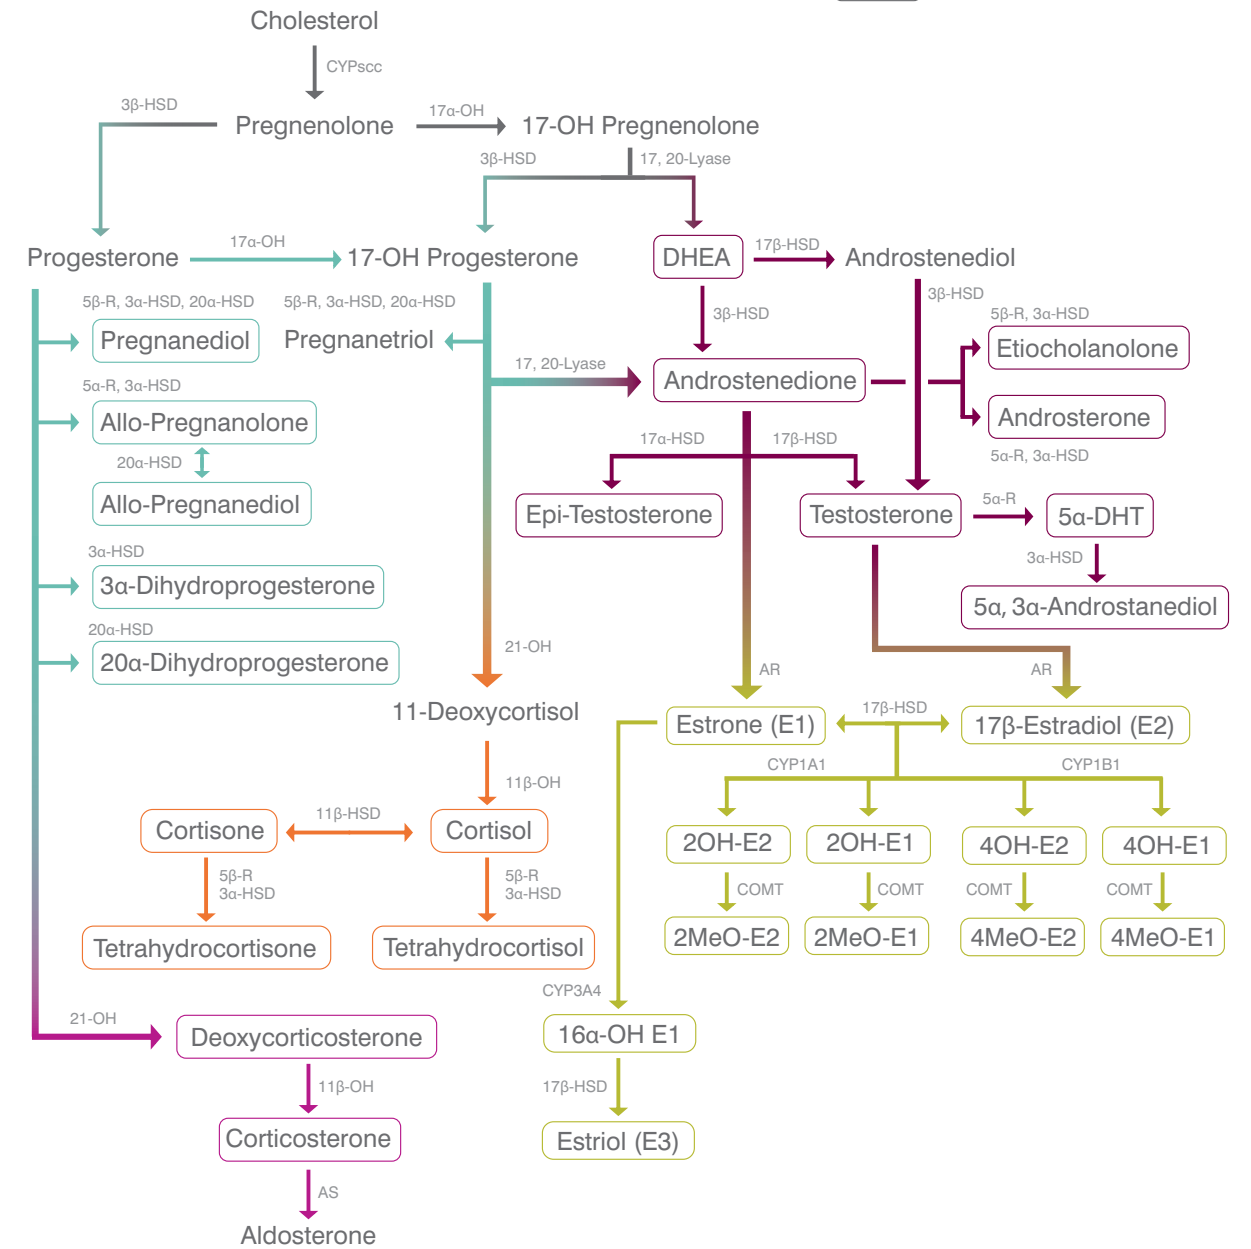 Cholesterol
CYPscc
3β-HSD
Pregnenolone
17α-OH
17-OH Pregnenolone
3β-HSD
17, 20-Lyase
Progesterone
17α-OH
17-OH Progesterone
DHEA
17β-HSD
Androstenediol
5β-R, 3α-HSD, 20α-HSD
Pregnanediol
5β-R, 3α-HSD, 20α-HSD
Pregnanetriol
3β-HSD
3β-HSD
5β-R, 3α-HSD
Etiocholanolone
17, 20-Lyase
Androstenedione
Androsterone
5α-R, 3α-HSD
5α-R, 3α-HSD
Allo-Pregnanolone
20α-HSD
Allo-Pregnanediol
17α-HSD
17β-HSD
Epi-Testosterone
Testosterone
5α-R
5α-DHT
3α-HSD
5α, 3α-Androstanediol
3α-HSD
3α-Dihydroprogesterone
20α-HSD
20α-Dihydroprogesterone
21-OH
AR
AR
11-Deoxycortisol
Estrone (E1)
17β-HSD
17β-Estradiol (E2)
CYP1A1
CYP1B1
11β-OH
Cortisone
11β-HSD
Cortisol
2OH-E2
2OH-E1
4OH-E2
4OH-E1
5β-R
3α-HSD
5β-R
3α-HSD
COMT
COMT
COMT
COMT
Tetrahydrocortisone
Tetrahydrocortisol
2MeO-E2
2MeO-E1
4MeO-E2
4MeO-E1
CYP3A4
21-OH
Deoxycorticosterone
16α-OH E1
11β-OH
17β-HSD
Corticosterone
Estriol (E3)
AS
Aldosterone